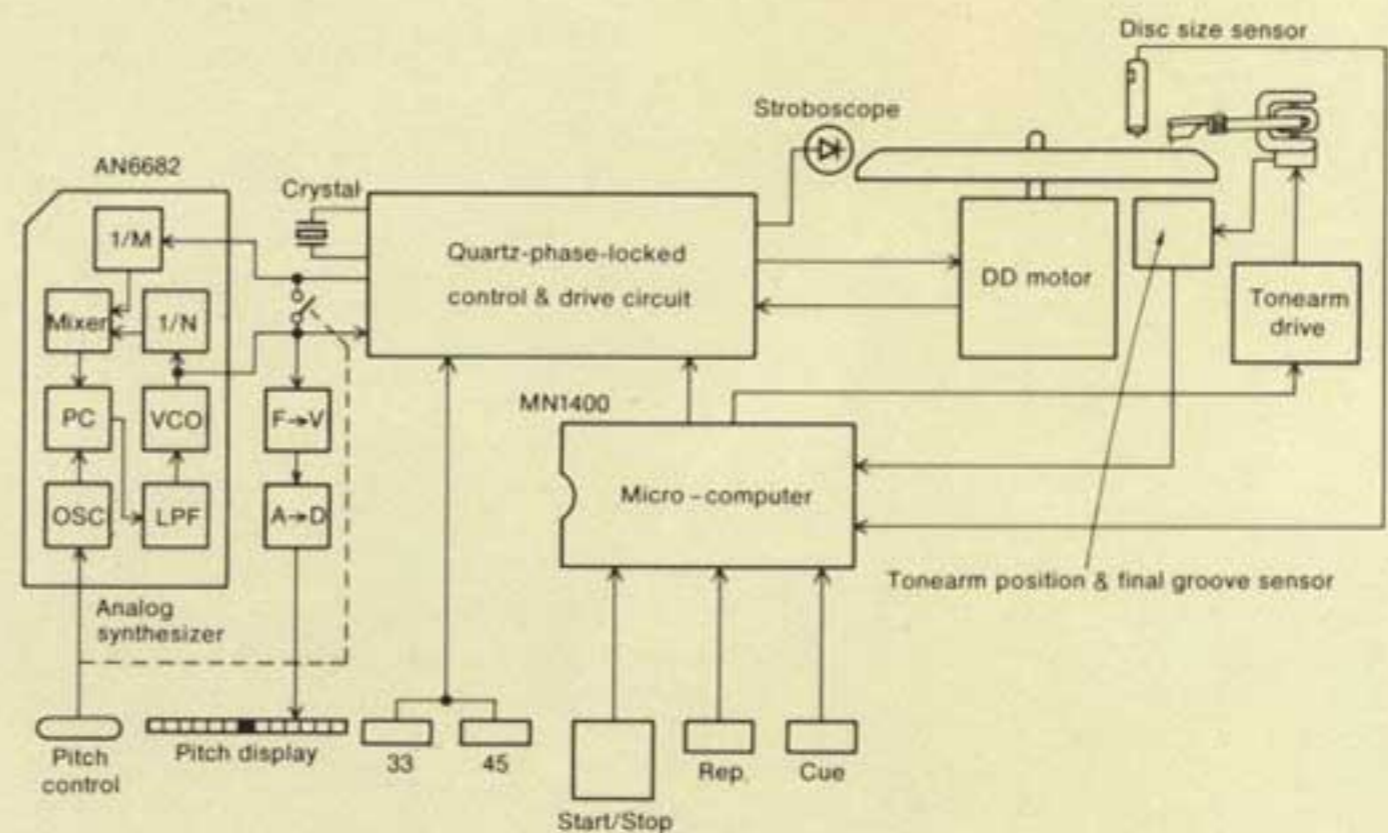 Disc size sensor
Stroboscope
AN6682
Crystal
1/M
Quartz-phase-locked
control & drive circuit
DD motor
Tonearm
drive
Mixer
1/N
MN1400
PC
VCO
F→V
Micro-computer
OSC
LPF
A→D
Tonearm position & final groove sensor
Analog
synthesizer
Pitch
control
Pitch display
33
45
Rep.
Cue
Start/Stop